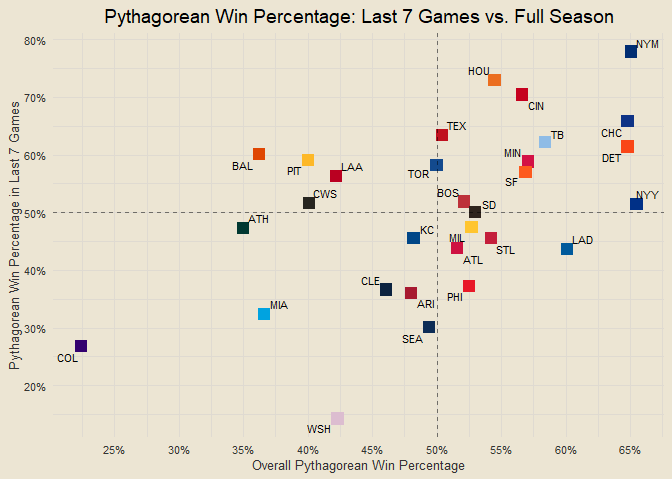 Pythagorean Win Percentage: Last 7 Games vs. Full Season
Pythagorean Win Percentage in Last 7 Games
80%
70%
60%
50%
40%
30%
20%
NYM
HOU
CIN
TEX
TB
CHC
DET
MIN
SF
BAL
PIT
LAA
TOR
CWS
BOS
SD
NYY
ATH
KC
MIL
STL
LAD
ATL
CLE
ARI
PHI
MIA
SEA
COL
WSH
25%
30%
35%
40%
45%
50%
55%
60%
65%
Overall Pythagorean Win Percentage